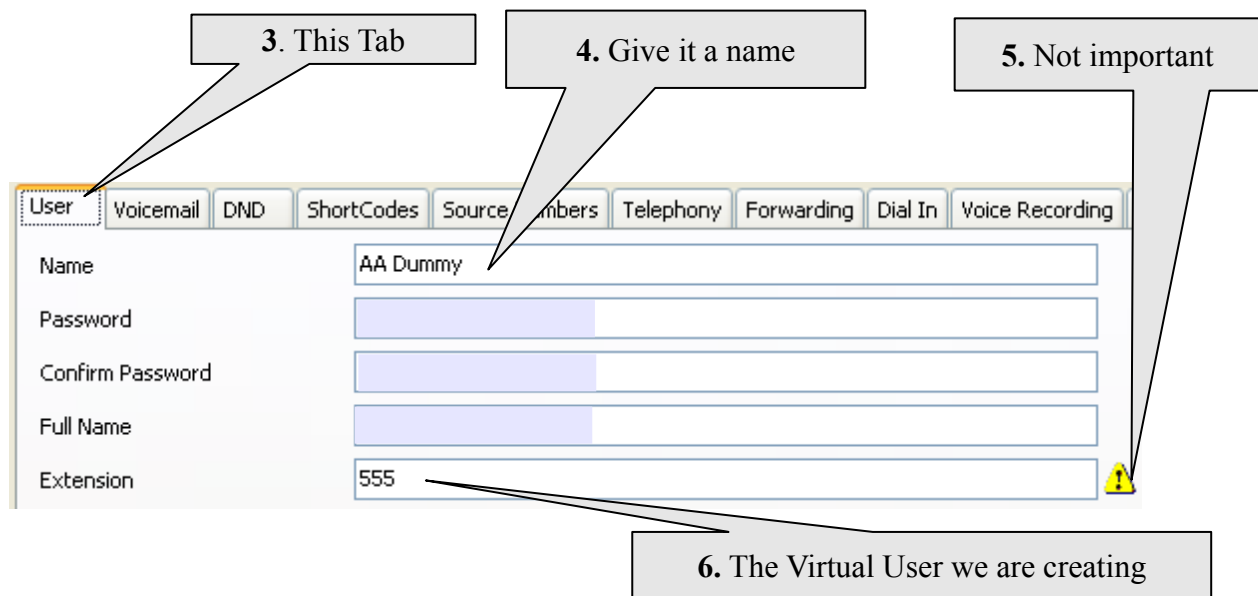 3. This Tab
4. Give it a name
5. Not important
User Voicemail DND ShortCodes Source Telephony Forwarding Dial In Voice Recording
Name AA Dummy
Password
Confirm Password
Full Name
Extension 555
6. The Virtual User we are creating